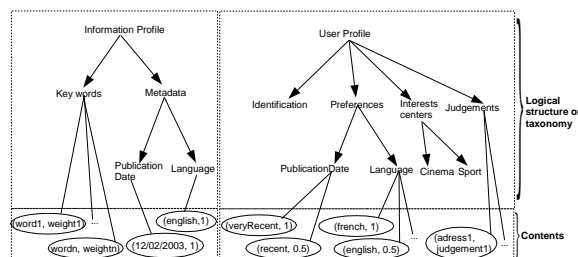 Information Profile
User Profile
Key words
Metadata
Identification
Preferences
Interests
centers
Judgements
Logical
structure or
taxonomy
Publication
Date
Language
PublicationDate
Language
Cinema Sport
(word1, weight1)
...
(english,1)
(veryRecent, 1)
(french, 1)
...
(adress1,
judgement1)
...
Contents
wordn, weightn)
(12/02/2003, 1)
(recent, 0.5)
(english, 0.5)